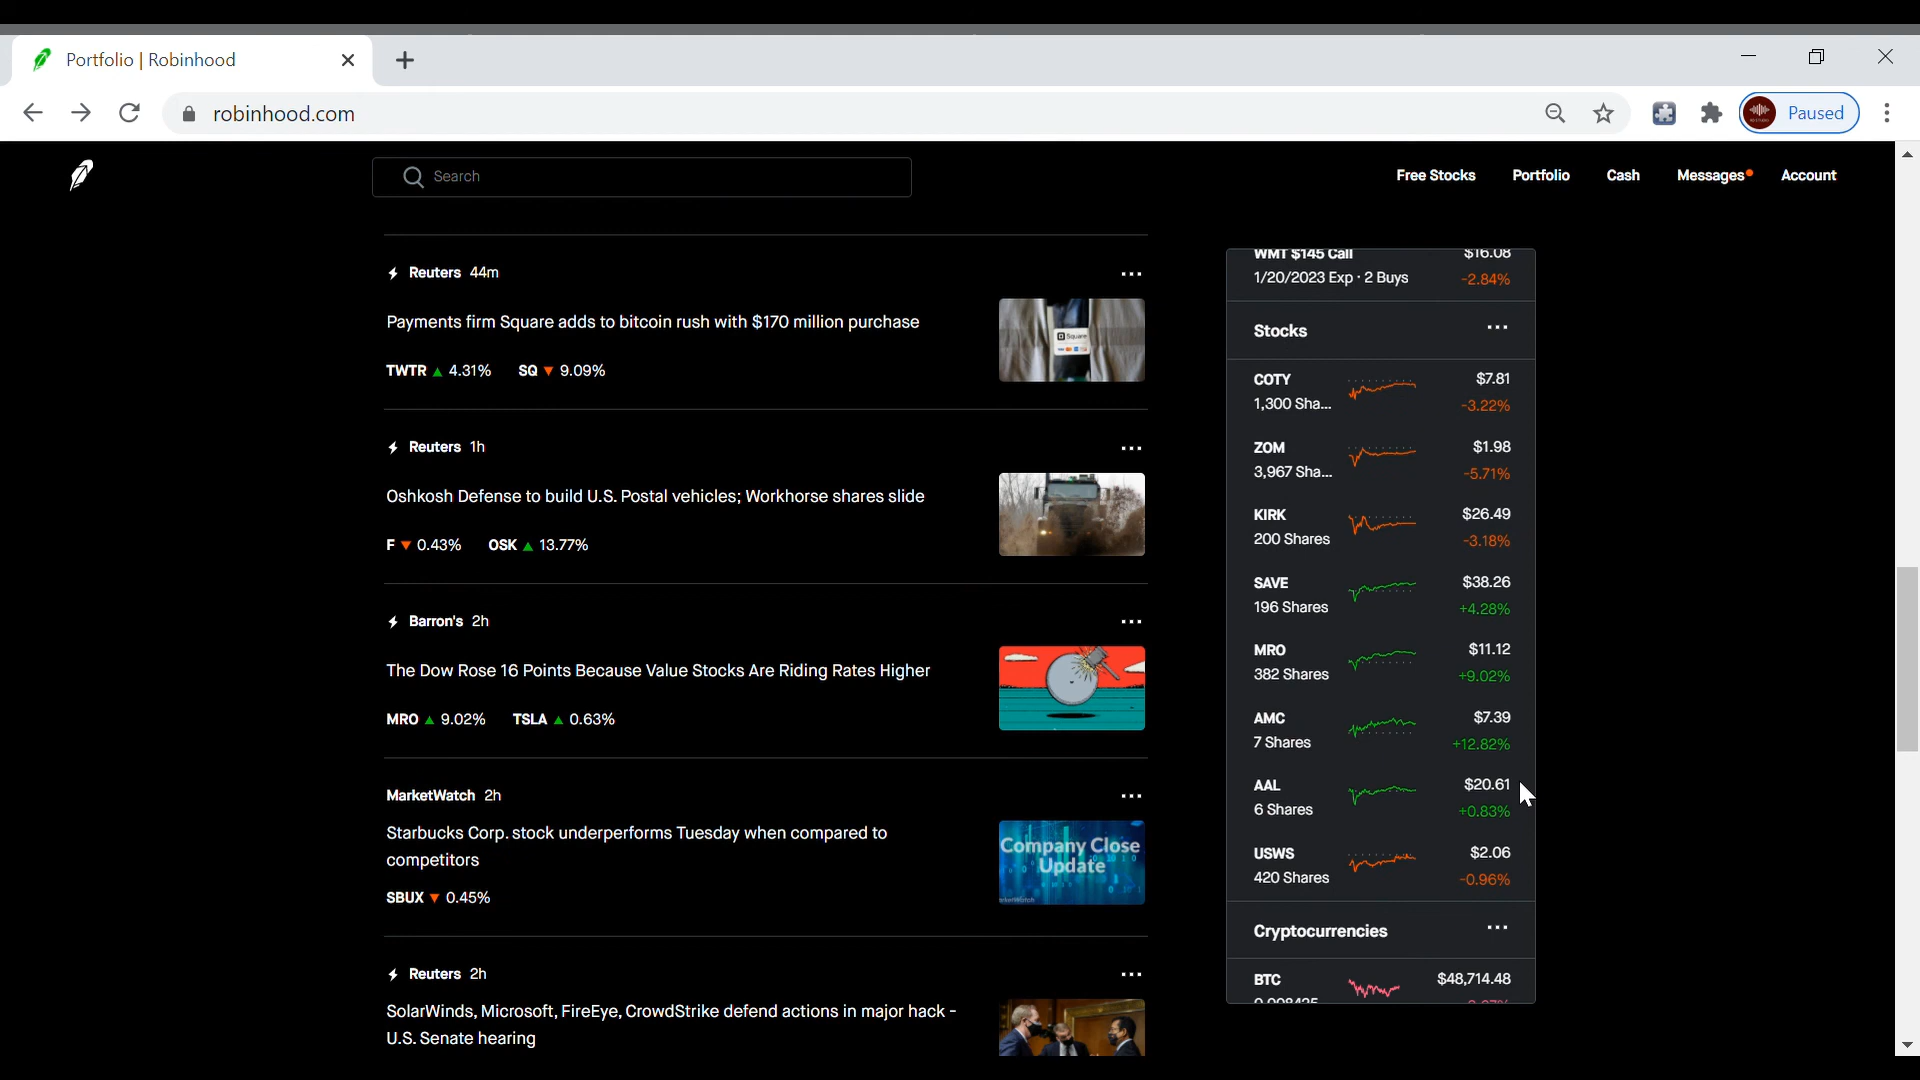 Portfolio | Robinhood
robinhood.com
Paused
Search
Free Stocks
Portfolio
Cash
Messages
Account
Reuters 44m
Payments firm Square adds to bitcoin rush with $170 million purchase
TWTR ▲ 4.31% SQ ▼ 9.09%
Square
Reuters 1h
Oshkosh Defense to build U.S. Postal vehicles; Workhorse shares slide
F ▼ 0.43% OSK ▲ 13.77%
Barron's 2h
The Dow Rose 16 Points Because Value Stocks Are Riding Rates Higher
MRO ▲ 9.02% TSLA ▲ 0.63%
MarketWatch 2h
Starbucks Corp. stock underperforms Tuesday when compared to
competitors
SBUX ▼ 0.45%
Company Close
Update
Reuters 2h
SolarWinds, Microsoft, FireEye, CrowdStrike defend actions in major hack -
U.S. Senate hearing
WMT $145 Call $16.08
1/20/2023 Exp · 2 Buys -2.84%
Stocks
COTY $7.81
1,300 Sha... -3.22%
ZOM $1.98
3,967 Sha... -5.71%
KIRK $26.49
200 Shares -3.18%
SAVE $38.26
196 Shares +4.28%
MRO $11.12
382 Shares +9.02%
AMC $7.39
7 Shares +12.82%
AAL $20.61
6 Shares +0.83%
USWS $2.06
420 Shares -0.96%
Cryptocurrencies
BTC $48,714.48